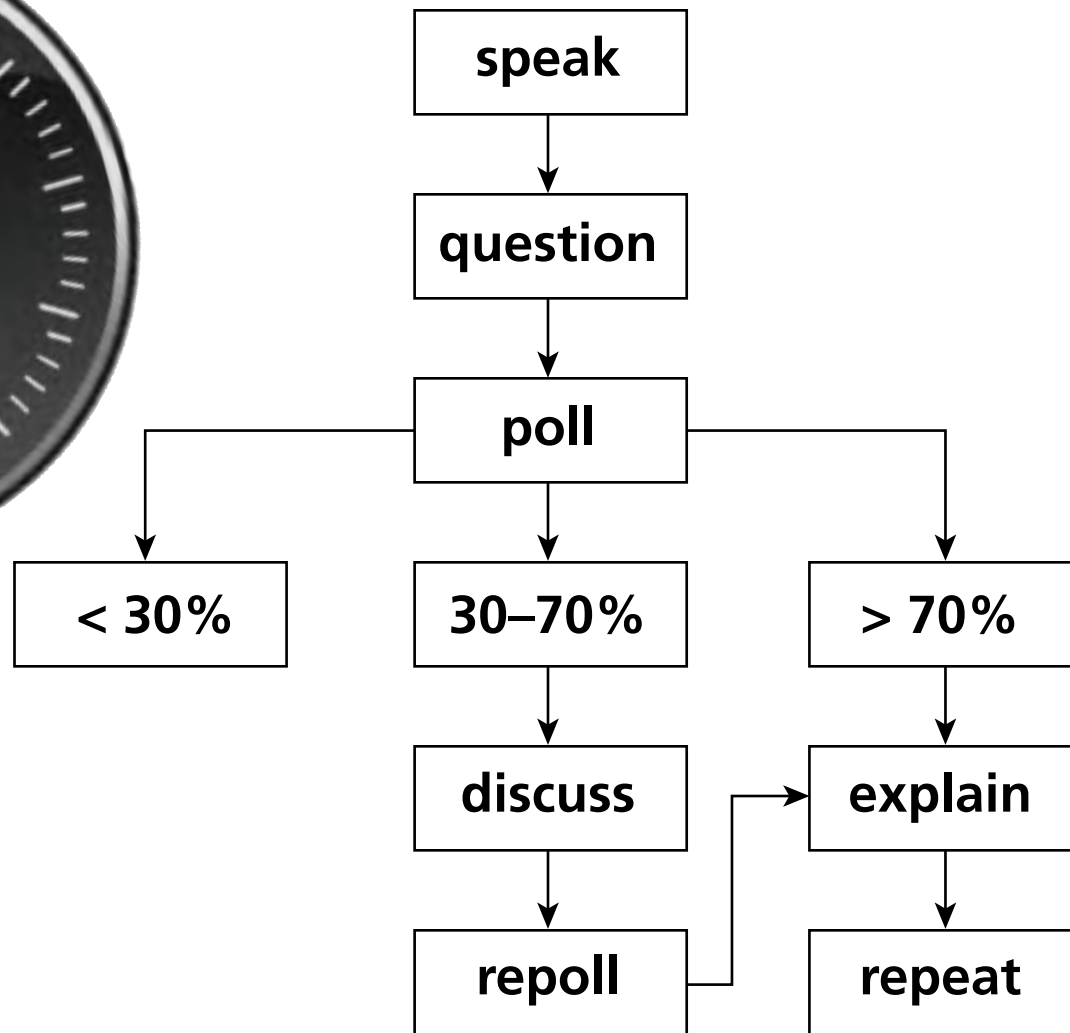 speak
question
poll
< 30%
30–70%
> 70%
discuss
explain
repoll
repeat